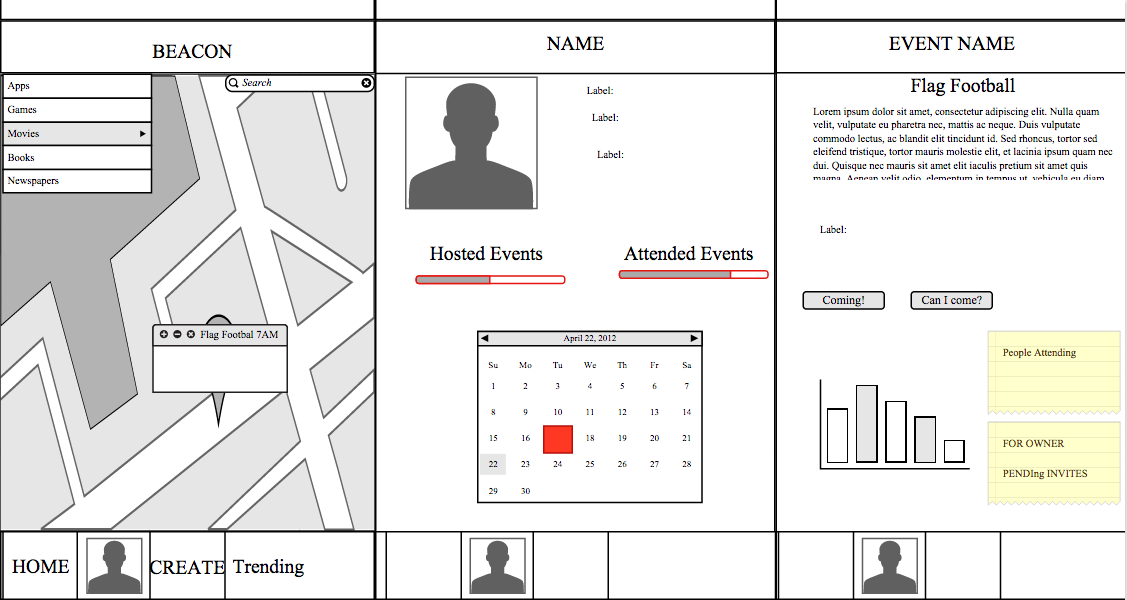 BEACON
Search
Apps
Games
Movies
Books
Newspapers
Flag Footbal 7AM
HOME
CREATE
Trending
NAME
Label:
Label:
Label:
Hosted Events
Attended Events
April 22, 2012
Su Mo Tu We Th Fr Sa
1 2 3 4 5 6 7
8 9 10 11 12 13 14
15 16 18 19 20 21
22 23 24 25 26 27 28
29 30
EVENT NAME
Flag Football
Lorem ipsum dolor sit amet, consectetur adipiscing elit. Nulla quam
velit, vulputate eu pharetra nec, mattis ac neque. Duis vulputate
commodo lectus, ac blandit elit tincidunt id. Sed rhoncus, tortor sed
eleifend tristique, tortor mauris molestie elit, et lacinia ipsum quam nec
dui. Quisque nec mauris sit amet elit iaculis pretium sit amet quis
magna. Aenean velit odio, elementum in tempus ut, vehicula eu diam.
Label:
Coming!
Can I come?
People Attending
FOR OWNER
PENDIng INVITES